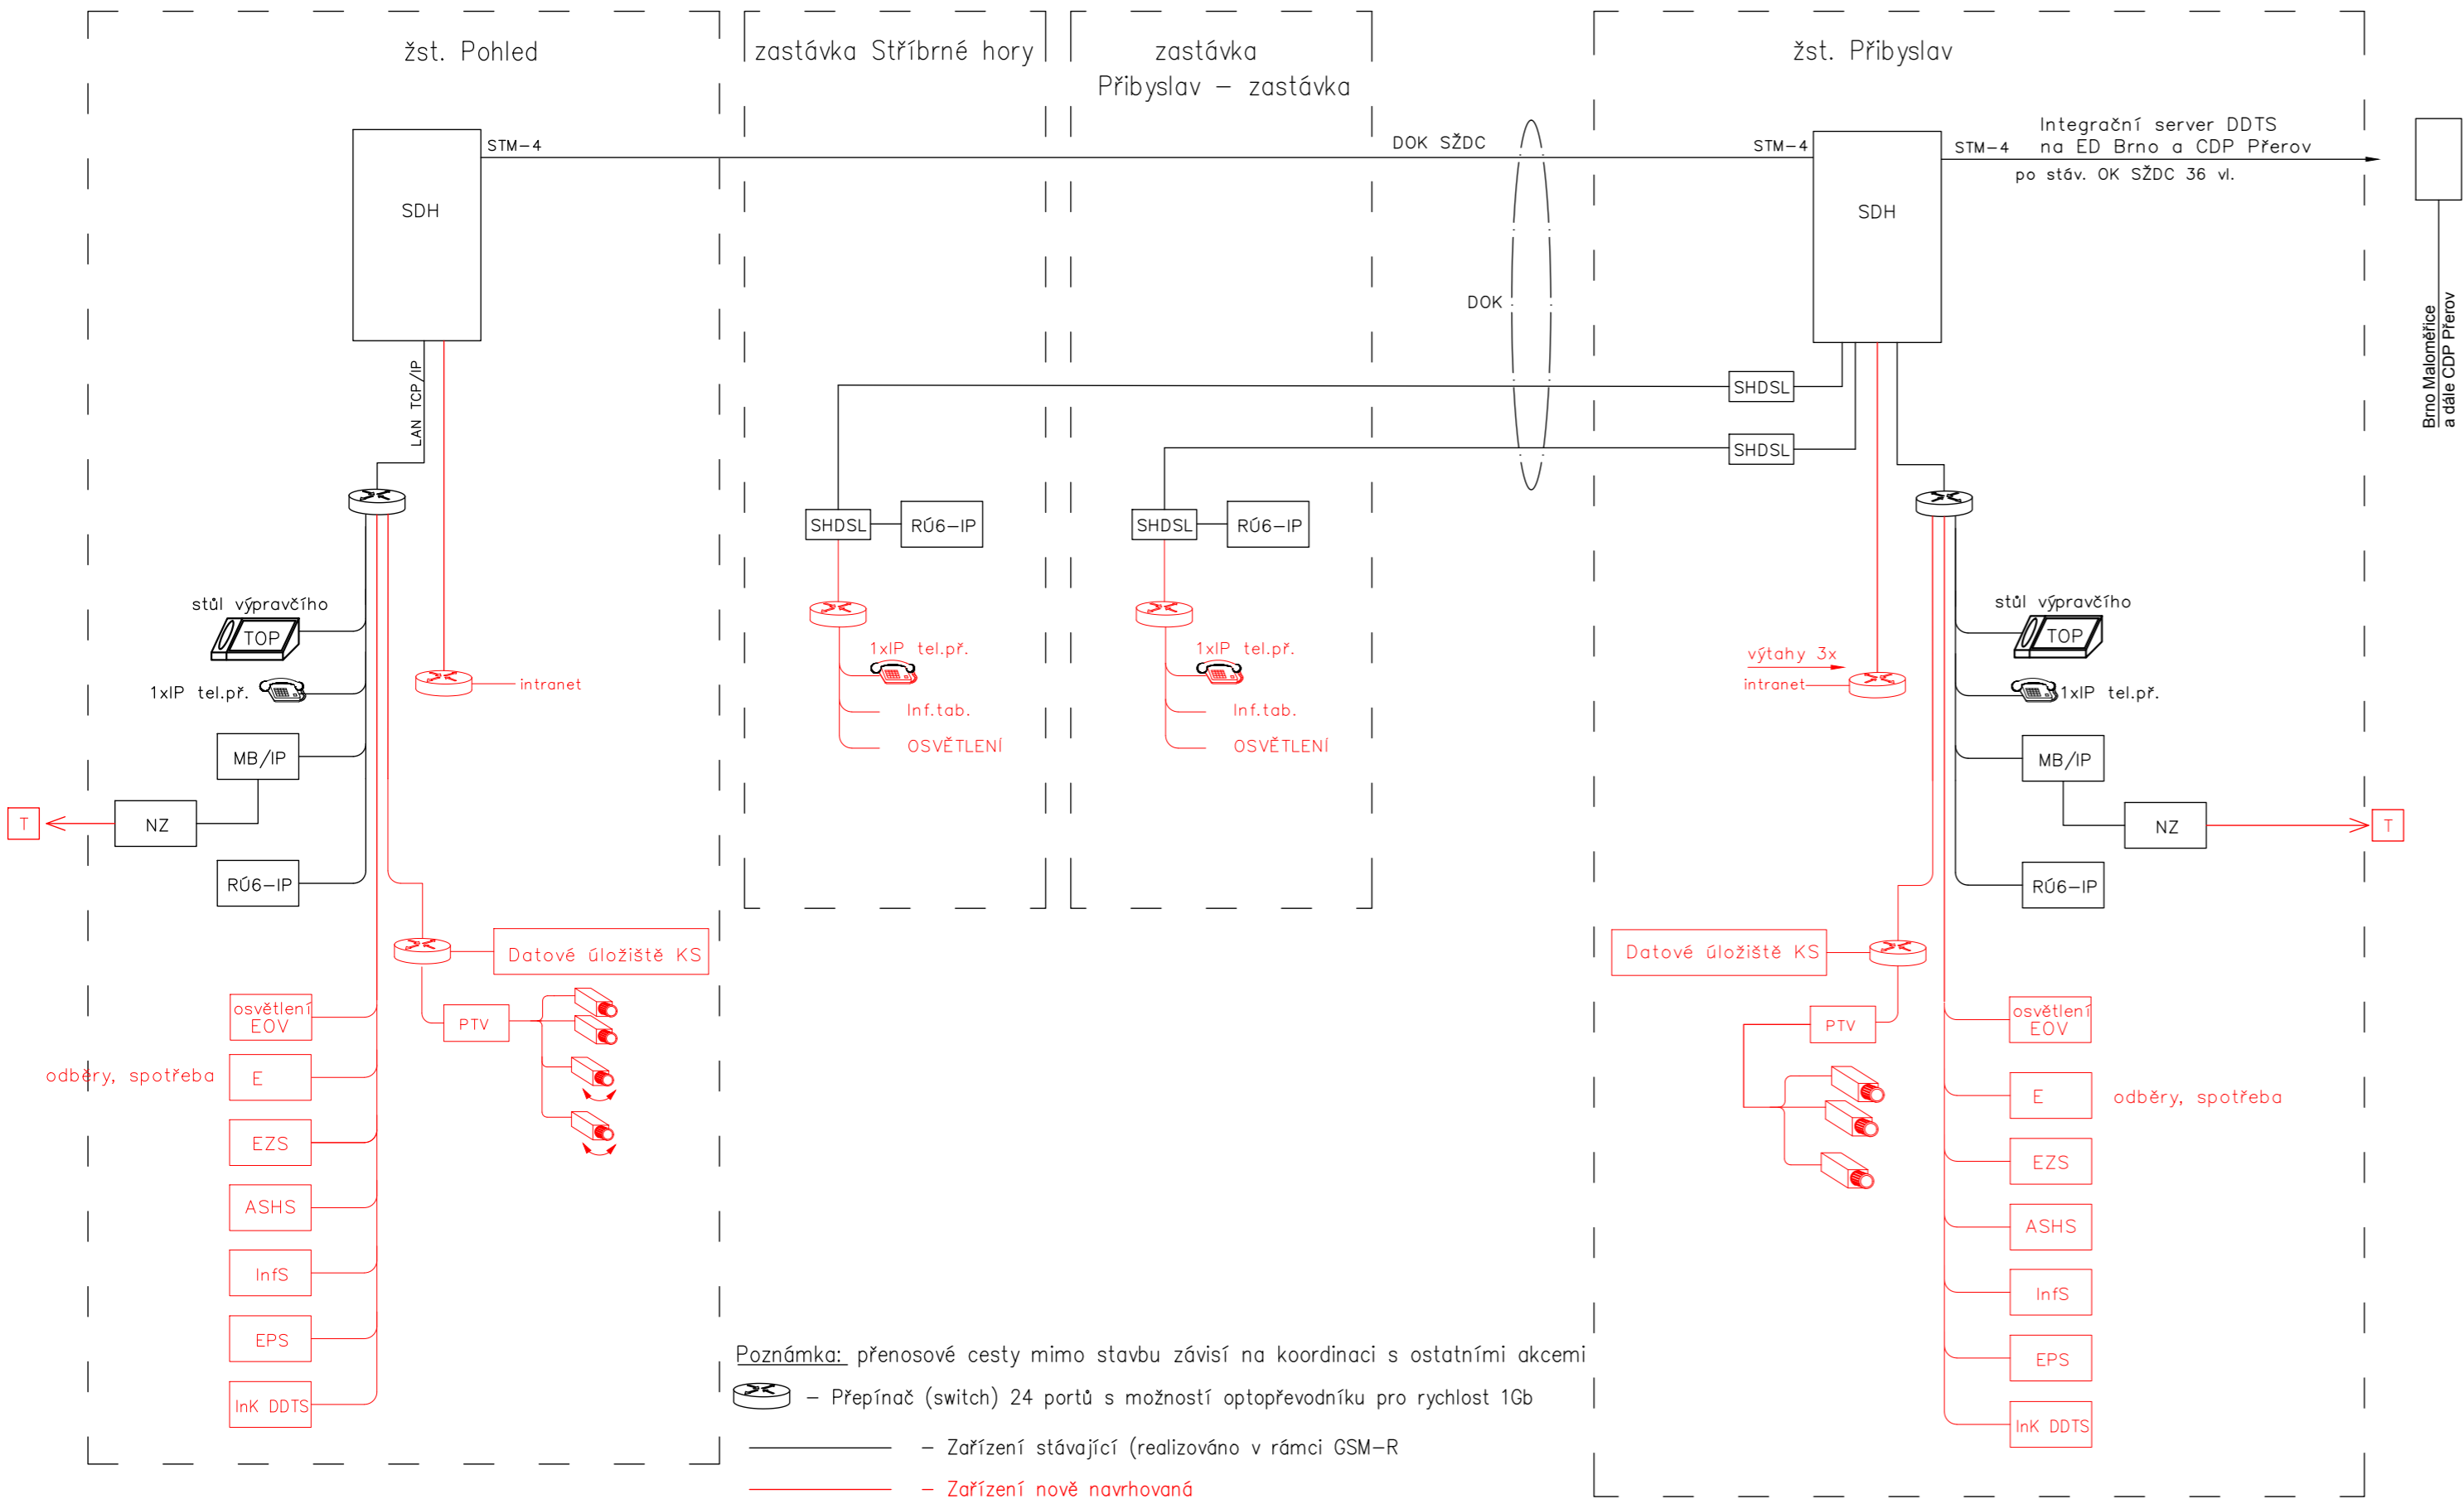 žst. Pohled
STM-4
SDH
LAN TCP/IP
intranet
stůl výpravčího
TOP
1xIP tel.př.
MB/IP
NZ
T
RÚ6-IP
Datové úložiště KS
PTV
osvětlení
EOV
odběry, spotřeba
E
EZS
ASHS
InfS
EPS
InK DDTS
zastávka Stříbrné hory
SHDSL
RÚ6-IP
1xIP tel.př.
Inf.tab.
OSVĚTLENÍ
zastávka
Přibyslav - zastávka
SHDSL
RÚ6-IP
1xIP tel.př.
Inf.tab.
OSVĚTLENÍ
DOK SŽDC
DOK
žst. Přibyslav
STM-4
SDH
STM-4
Integrační server DDTS
na ED Brno a CDP Přerov
po stáv. OK SŽDC 36 vl.
Brno Maloměřice
a dále CDP Přerov
SHDSL
SHDSL
výtahy 3x
intranet
stůl výpravčího
TOP
1xIP tel.př.
MB/IP
NZ
T
RÚ6-IP
Datové úložiště KS
PTV
osvětlení
EOV
E
odběry, spotřeba
EZS
ASHS
InfS
EPS
InK DDTS
Poznámka: přenosové cesty mimo stavbu závisí na koordinaci s ostatními akcemi
- Přepínač (switch) 24 portů s možností optopřevodníku pro rychlost 1Gb
- Zařízení stávající (realizováno v rámci GSM-R
- Zařízení nově navrhovaná